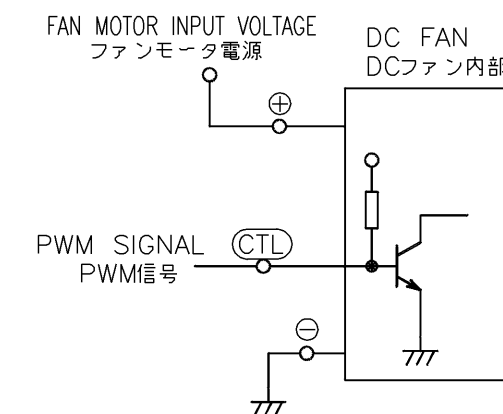 FAN MOTOR INPUT VOLTAGE
ファンモータ電源
DC FAN
DCファン内部
+
PWM SIGNAL
PWM信号
CTL
−